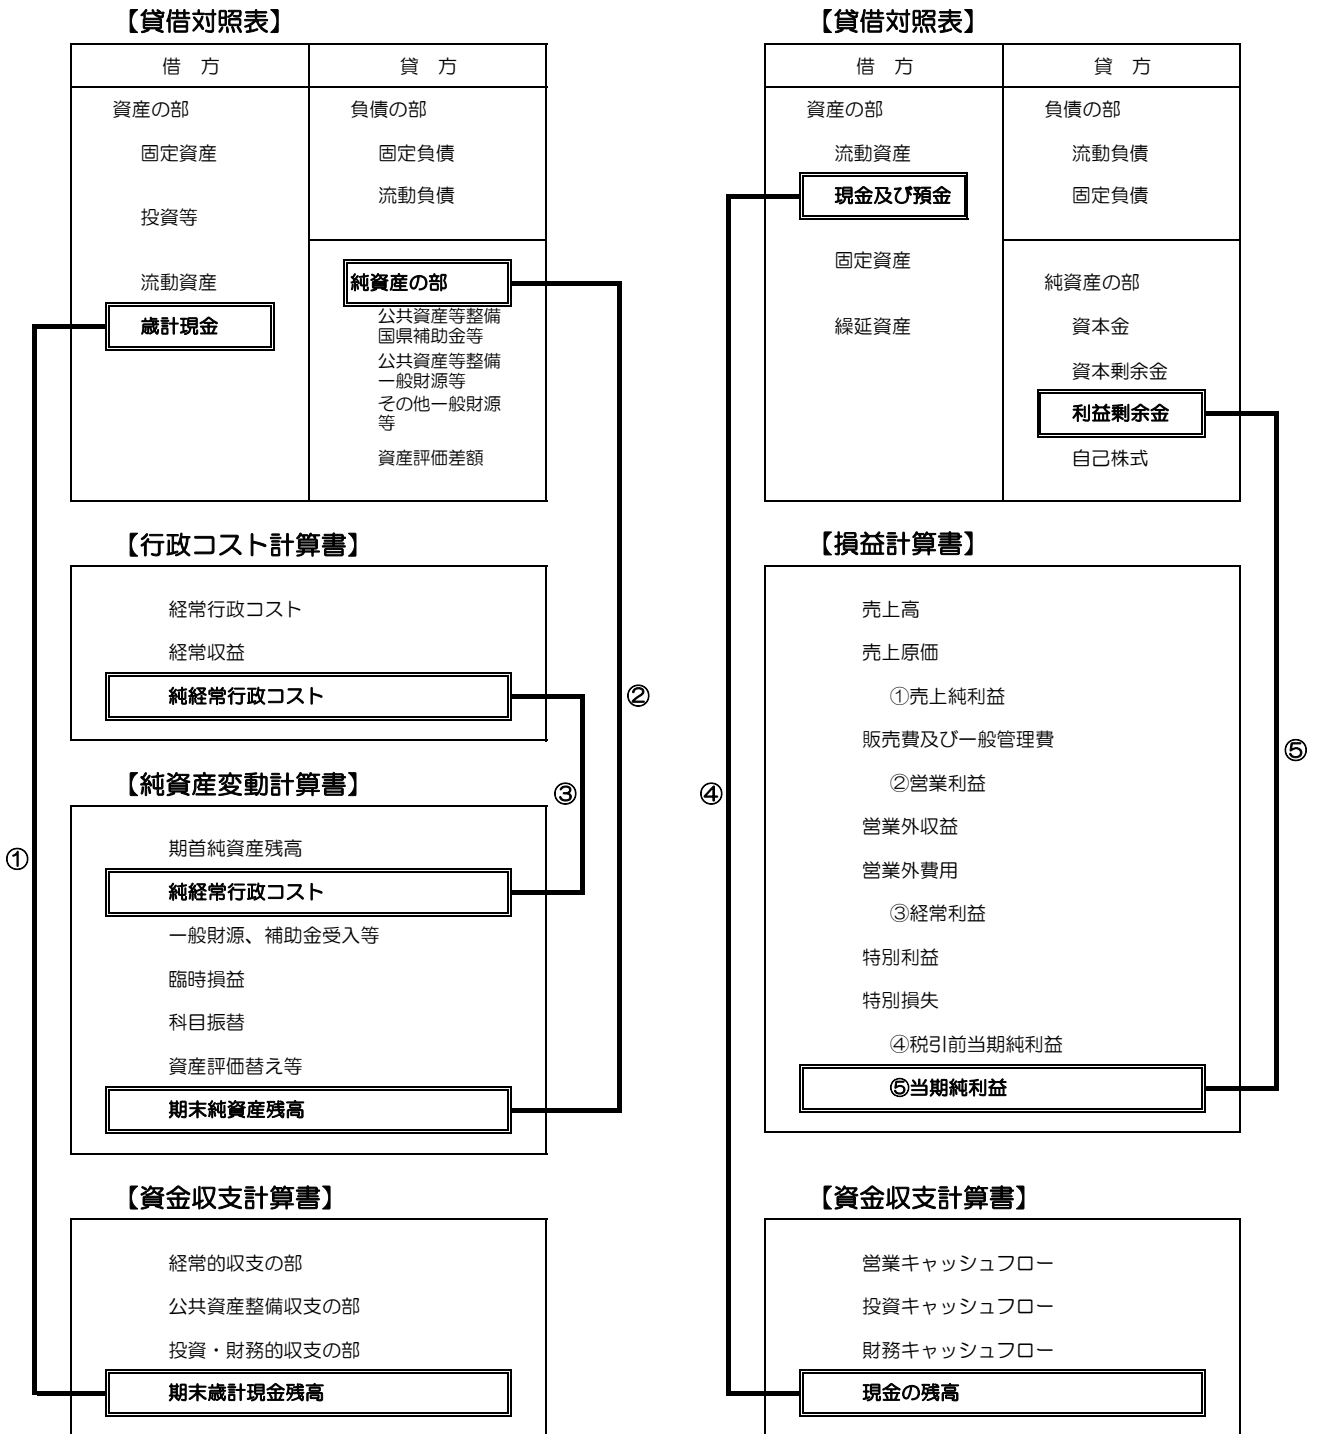 【貸借対照表】
借　方
貸　方
資産の部
固定資産
投資等
流動資産
歳計現金
負債の部
固定負債
流動負債
純資産の部
公共資産等整備
国県補助金等
公共資産等整備
一般財源等
その他一般財源
等
資産評価差額
【行政コスト計算書】
経常行政コスト
経常収益
純経常行政コスト
【純資産変動計算書】
期首純資産残高
純経常行政コスト
一般財源、補助金受入等
臨時損益
科目振替
資産評価替え等
期末純資産残高
【資金収支計算書】
経常的収支の部
公共資産整備収支の部
投資・財務的収支の部
期末歳計現金残高
①
②
③
【貸借対照表】
借　方
貸　方
資産の部
流動資産
現金及び預金
固定資産
繰延資産
負債の部
流動負債
固定負債
純資産の部
資本金
資本剰余金
利益剰余金
自己株式
【損益計算書】
売上高
売上原価
①売上純利益
販売費及び一般管理費
②営業利益
営業外収益
営業外費用
③経常利益
特別利益
特別損失
④税引前当期純利益
⑤当期純利益
【資金収支計算書】
営業キャッシュフロー
投資キャッシュフロー
財務キャッシュフロー
現金の残高
④
⑤